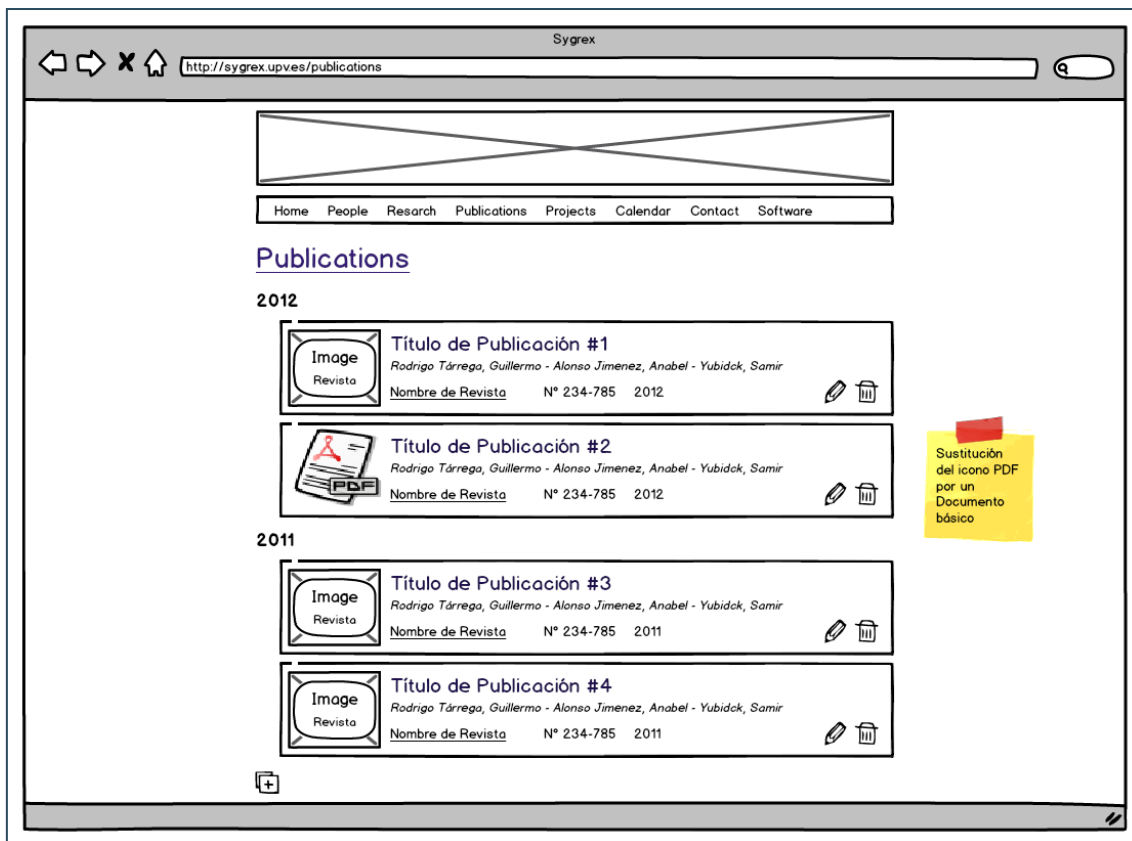 Sygrex
http://sygrex.upv.es/publications
Home People Resarch Publications Projects Calendar Contact Software
Publications
2012
Image
Revista
Título de Publicación #1
Rodrigo Tárrega, Guillermo - Alonso Jimenez, Anabel - Yubidck, Samir
Nombre de Revista Nº 234-785 2012
PDF
Título de Publicación #2
Rodrigo Tárrega, Guillermo - Alonso Jimenez, Anabel - Yubidck, Samir
Nombre de Revista Nº 234-785 2012
Sustitución
del icono PDF
por un
Documento
básico
2011
Image
Revista
Título de Publicación #3
Rodrigo Tárrega, Guillermo - Alonso Jimenez, Anabel - Yubidck, Samir
Nombre de Revista Nº 234-785 2011
Image
Revista
Título de Publicación #4
Rodrigo Tárrega, Guillermo - Alonso Jimenez, Anabel - Yubidck, Samir
Nombre de Revista Nº 234-785 2011